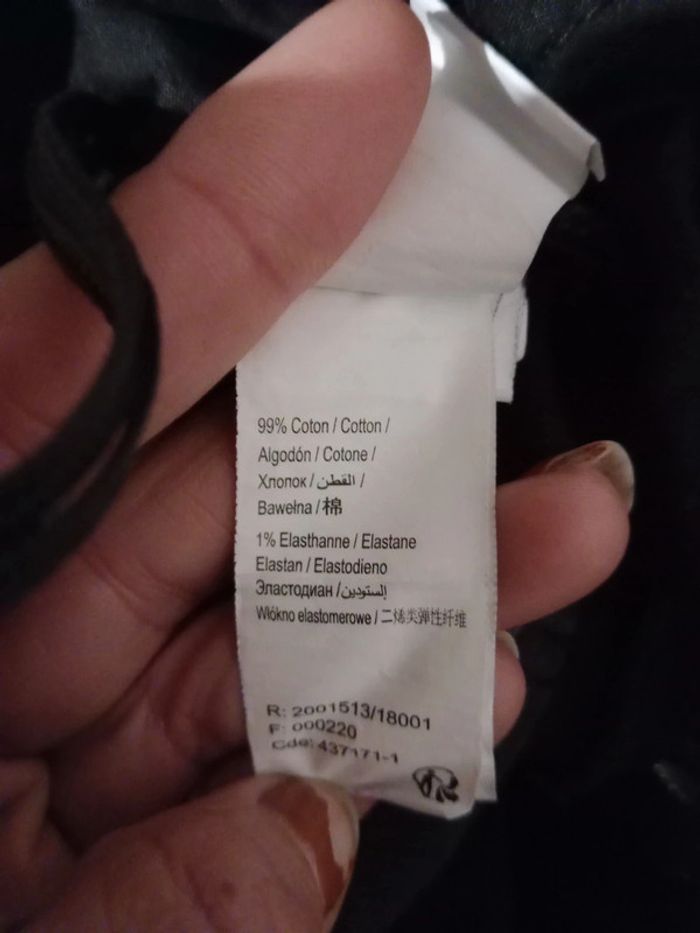 99% Coton / Cotton /
Algodón / Cotone /
Хлопок / القطن /
Bawełna / 棉
1% Elasthanne / Elastane
Elastan / Elastodieno
Эластодиан / إلستودين
Włókno elastomerowe / 二烯类弹性纤维
R: 2001513/18001
F: 000220
Cde: 437171-1